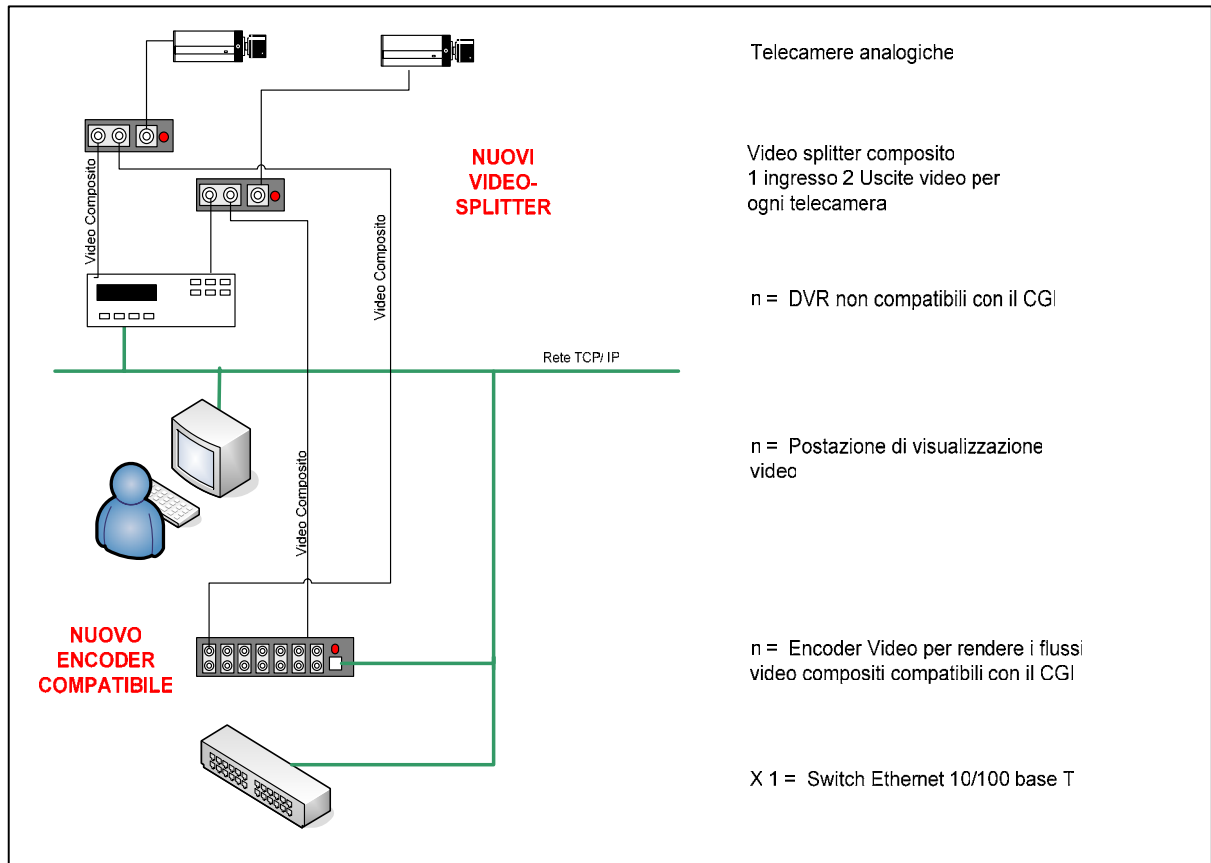 Telecamere analogiche
NUOVI
VIDEO-
SPLITTER
Video splitter composito
1 ingresso 2 Uscite video per
ogni telecamera
Video Composito
Video Composito
n = DVR non compatibili con il CGI
Rete TCP/ IP
n = Postazione di visualizzazione
video
Video Composito
NUOVO
ENCODER
COMPATIBILE
n = Encoder Video per rendere i flussi
video compositi compatibili con il CGI
X 1 = Switch Ethernet 10/100 base T